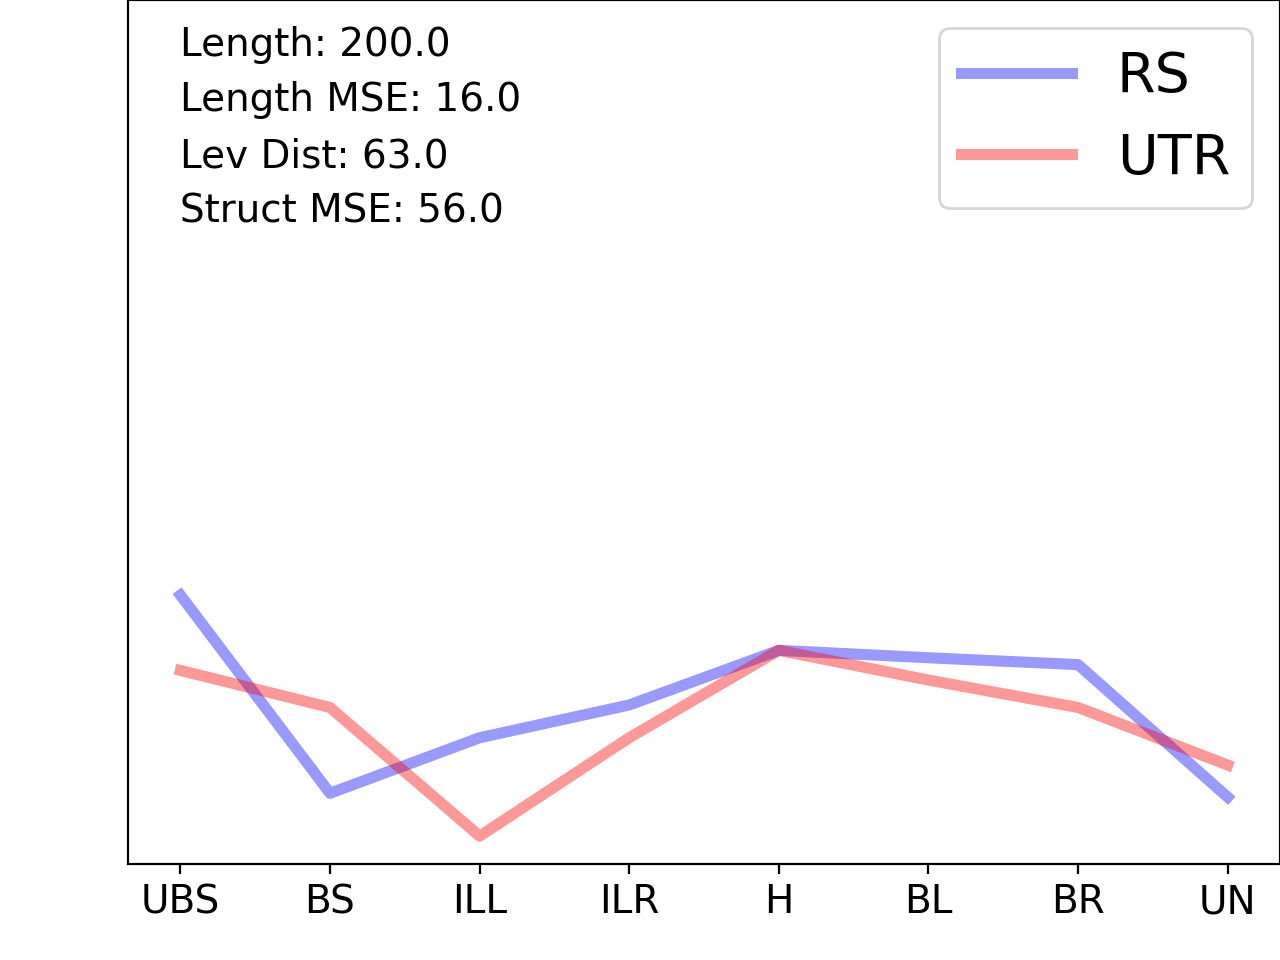 Length: 200.0
Length MSE: 16.0
Lev Dist: 63.0
Struct MSE: 56.0
RS
UTR
UBS BS ILL ILR H BL BR UN